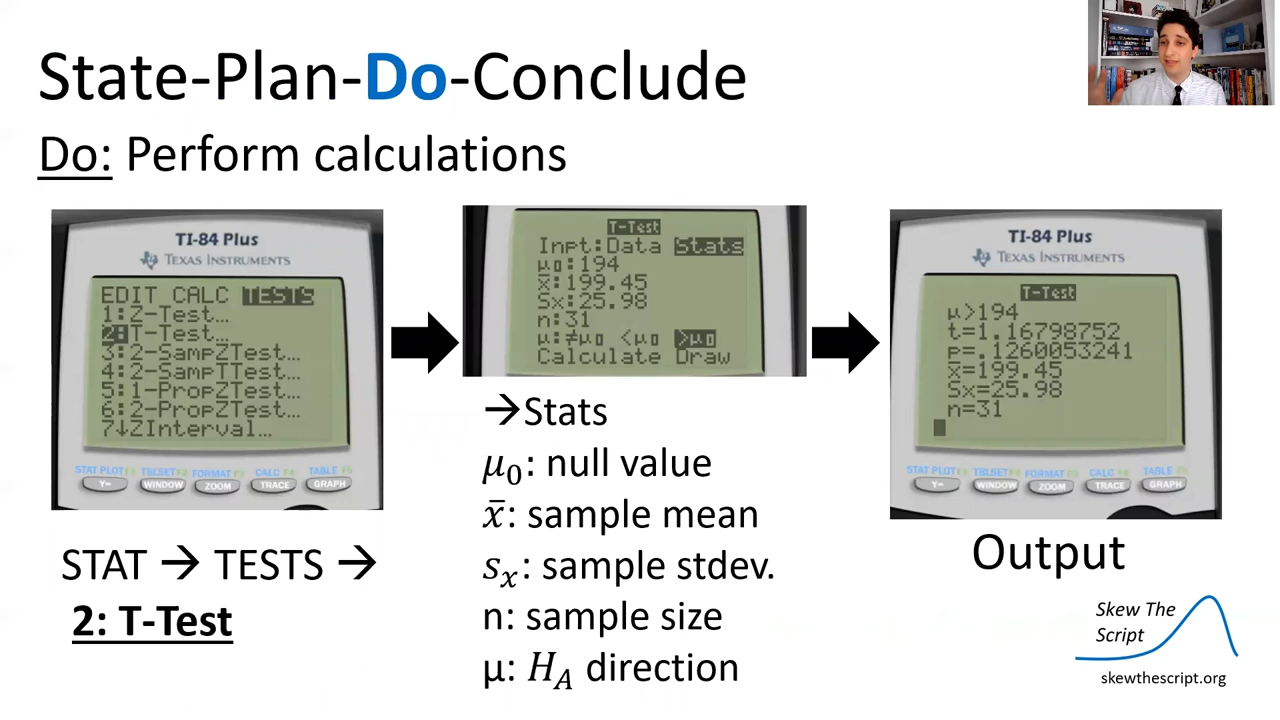 State-Plan-Do-Conclude
Do: Perform calculations
TI-84 Plus
TEXAS INSTRUMENTS
EDIT CALC TESTS
1:Z-Test…
2:T-Test…
3:2-SampZTest…
4:2-SampTTest…
5:1-PropZTest…
6:2-PropZTest…
7↓ZInterval…
STAT PLOT F1 TBLSET F2 FORMAT F3 CALC F4 TABLE F5
Y= WINDOW ZOOM TRACE GRAPH
STAT → TESTS →
2: T-Test
T-Test
Inpt:Data Stats
μ₀:194
x̄:199.45
Sx:25.98
n:31
μ:≠μ₀ <μ₀ >μ₀
Calculate Draw
→Stats
μ₀: null value
x̄: sample mean
sₓ: sample stdev.
n: sample size
μ: H_A direction
TI-84 Plus
TEXAS INSTRUMENTS
T-Test
μ>194
t=1.16798752
p=.1260053241
x̄=199.45
Sx=25.98
n=31
STAT PLOT F1 TBLSET F2 FORMAT F3 CALC F4 TABLE F5
Y= WINDOW ZOOM TRACE GRAPH
Output
Skew The
Script
skewthescript.org